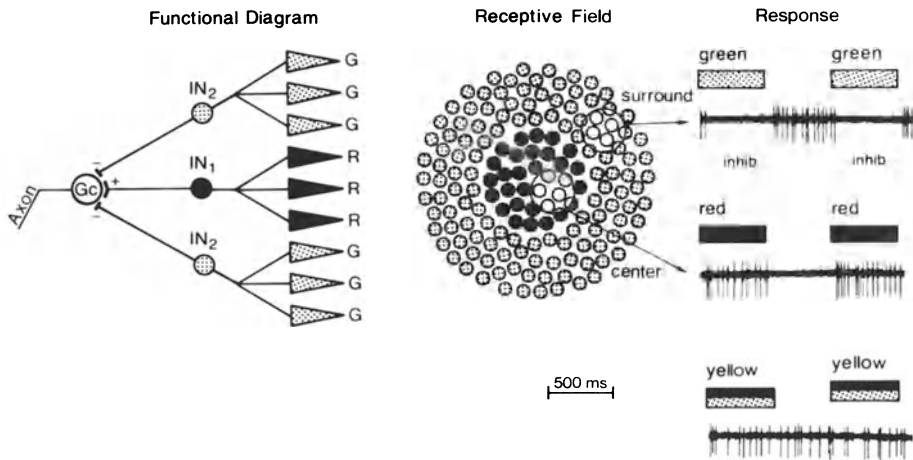 Functional Diagram
Receptive Field
Response
G
IN2
G
G
R
IN1
R
R
IN2
G
G
G
Axon
Gc
–
+
–
surround
center
green green
inhib inhib
red red
500 ms
yellow yellow